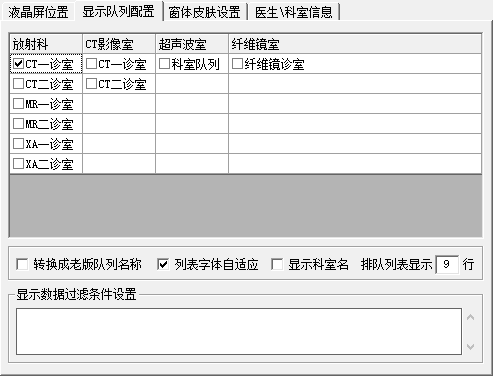 液晶屏位置 显示队列配置 窗体皮肤设置 医生\科室信息
放射科 CT影像室 超声波室 纤维镜室
CT一诊室 CT一诊室 科室队列 纤维镜诊室
CT二诊室 CT二诊室
MR一诊室
MR二诊室
XA一诊室
XA二诊室
转换成老版队列名称 列表字体自适应 显示科室名 排队列表显示 9 行
显示数据过滤条件设置